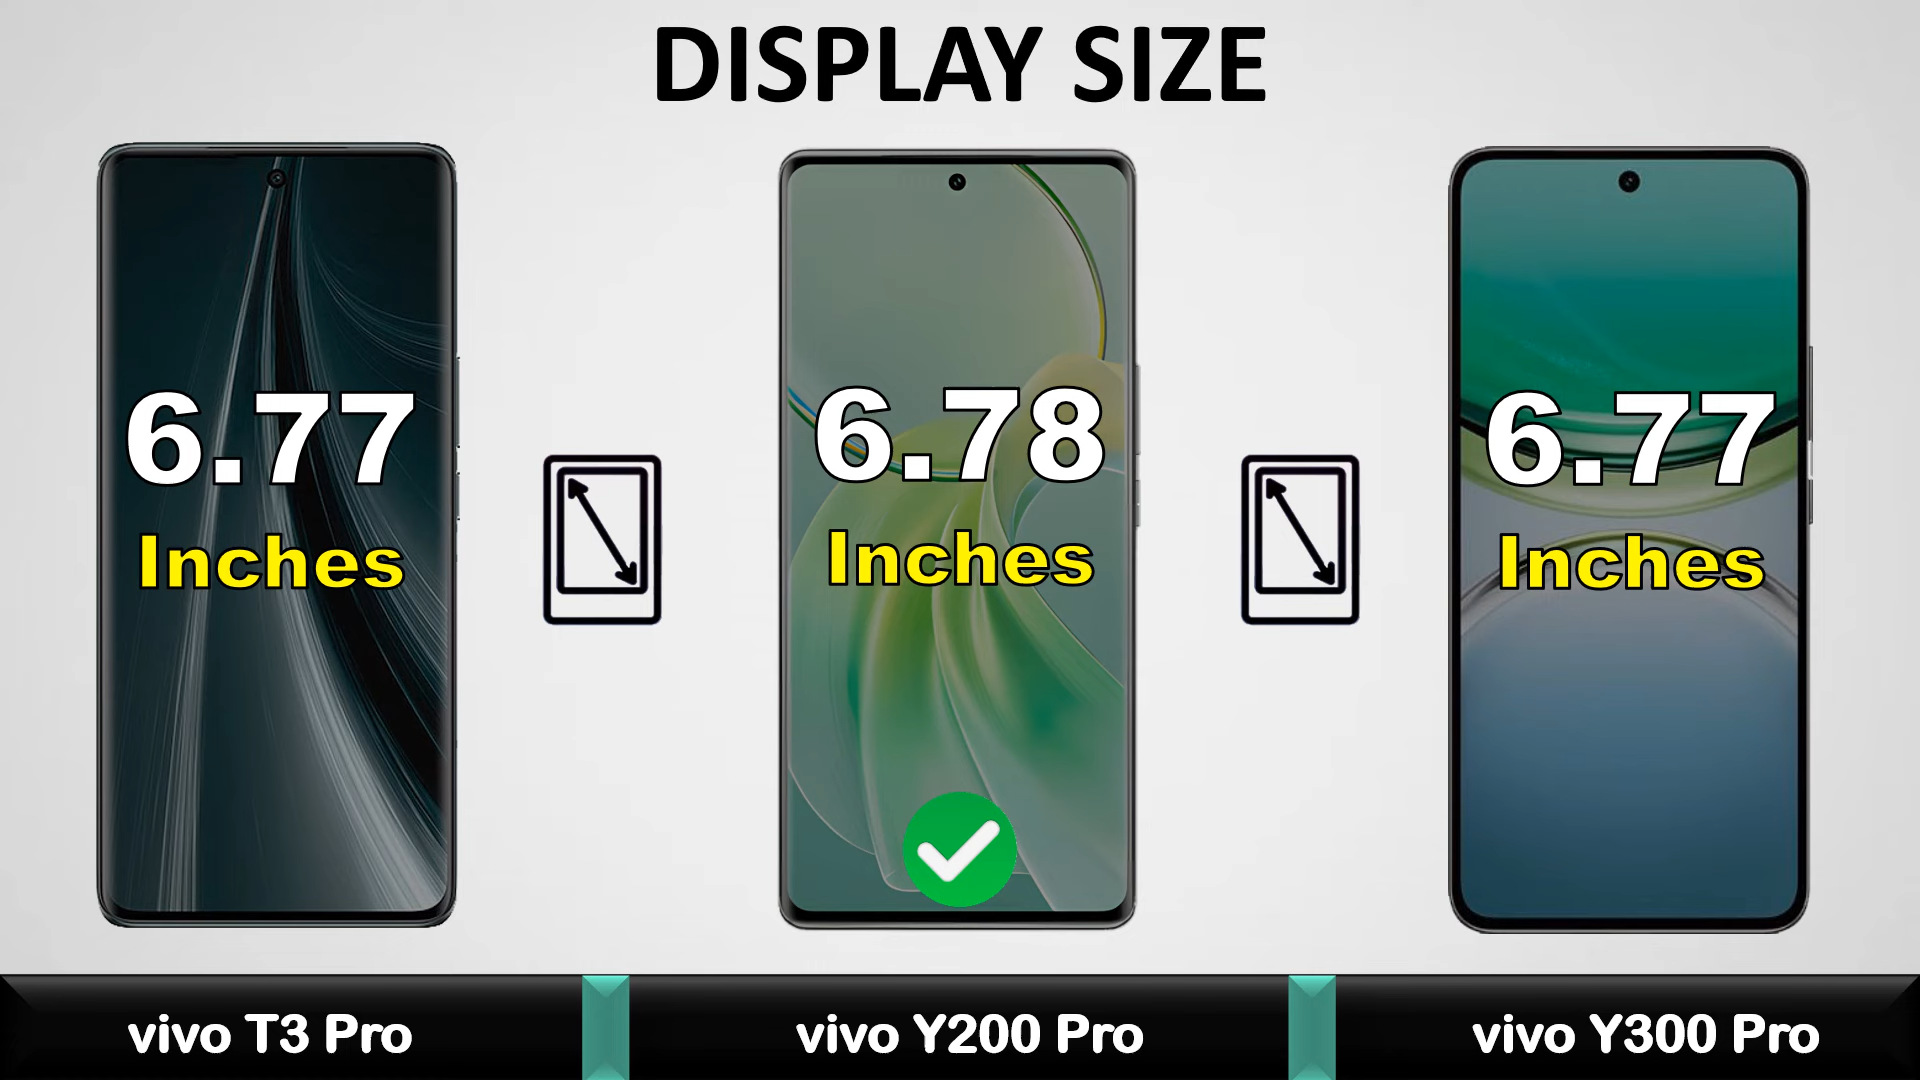 DISPLAY SIZE
6.77
Inches
6.78
Inches
6.77
Inches
vivo T3 Pro
vivo Y200 Pro
vivo Y300 Pro